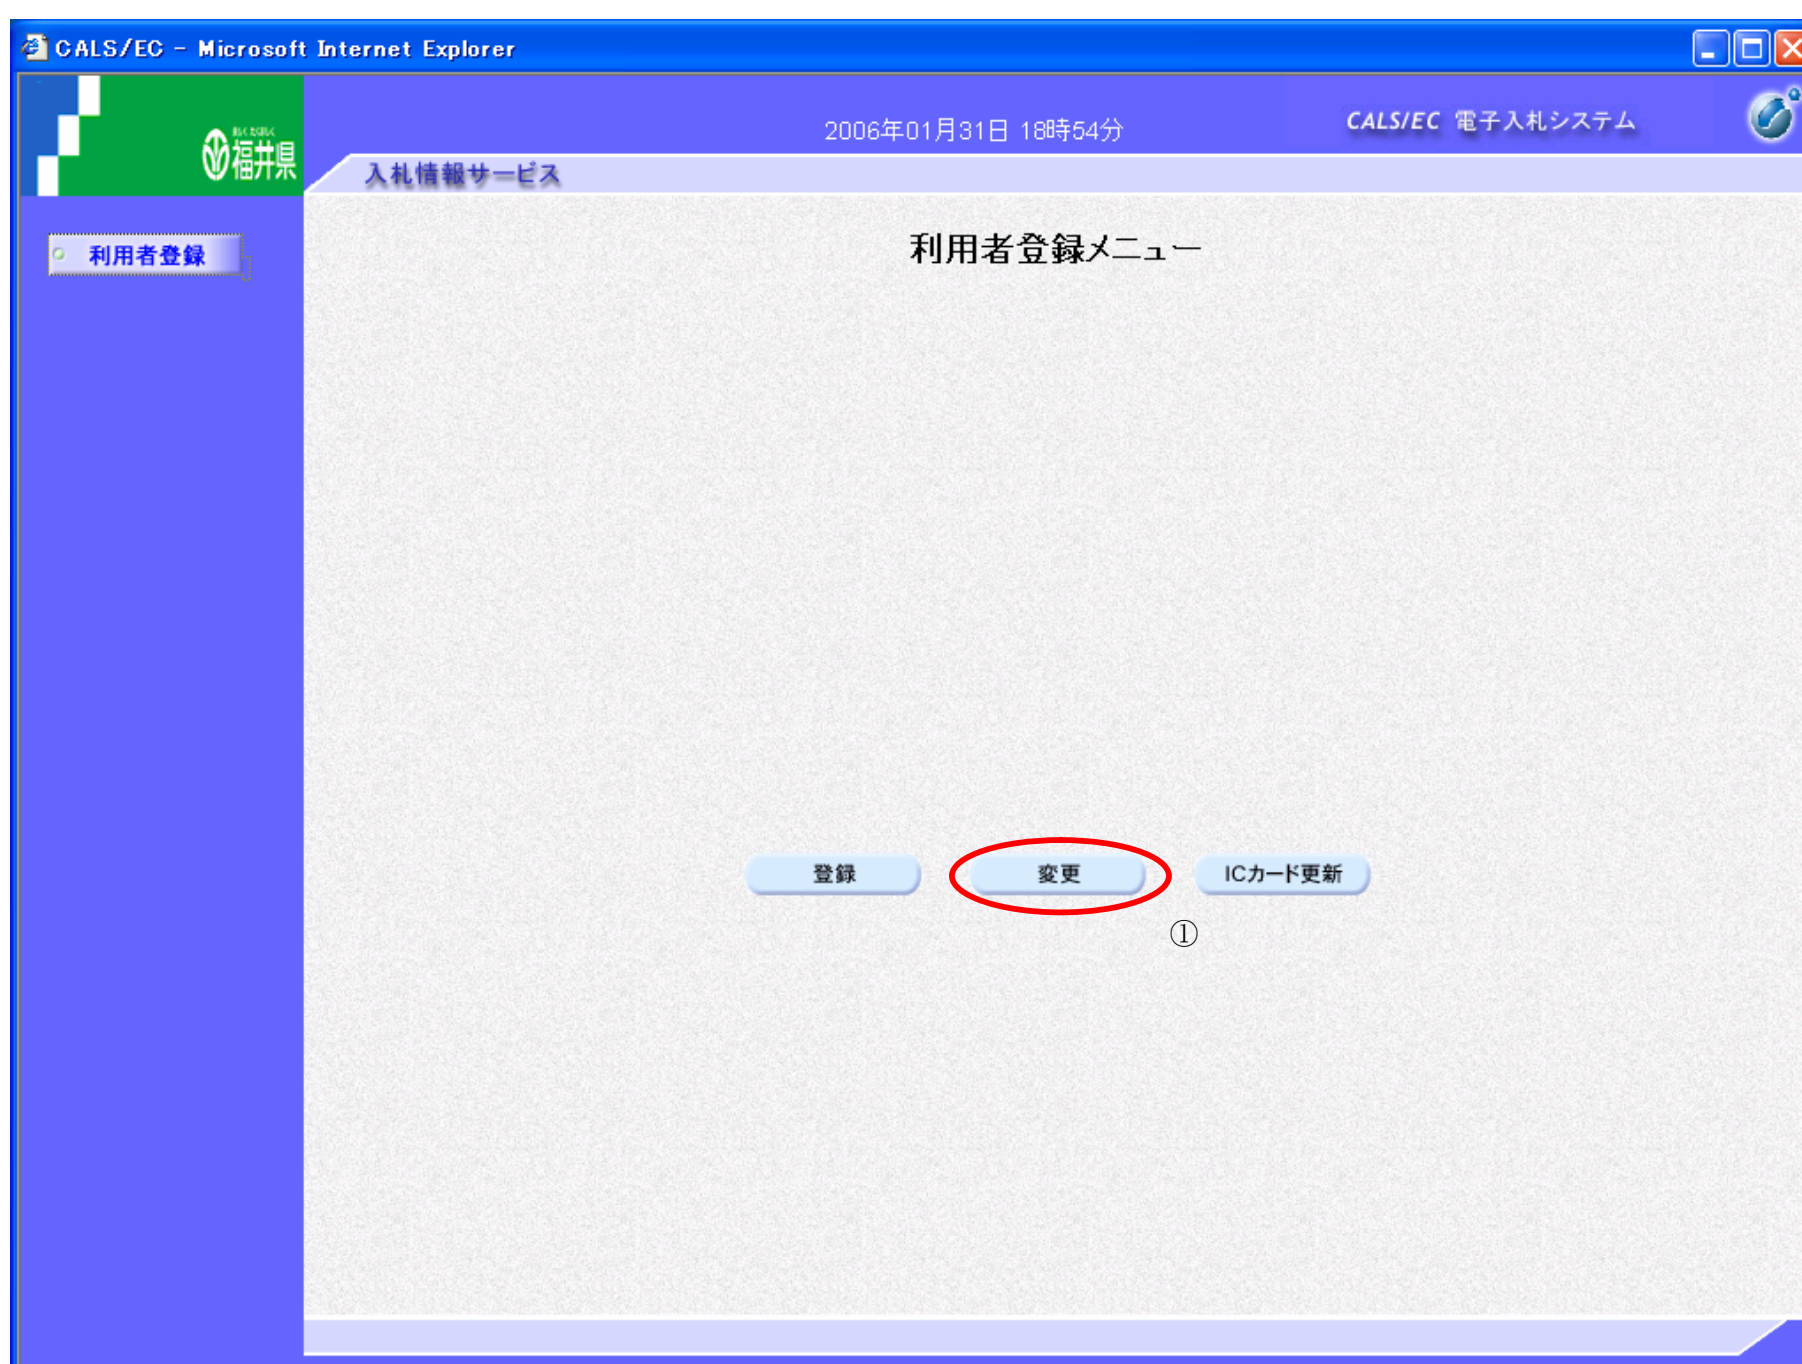 CALS/EC - Microsoft Internet Explorer
福井県
2006年01月31日 18時54分
CALS/EC 電子入札システム
入札情報サービス
利用者登録
利用者登録メニュー
登録
変更
ICカード更新
①